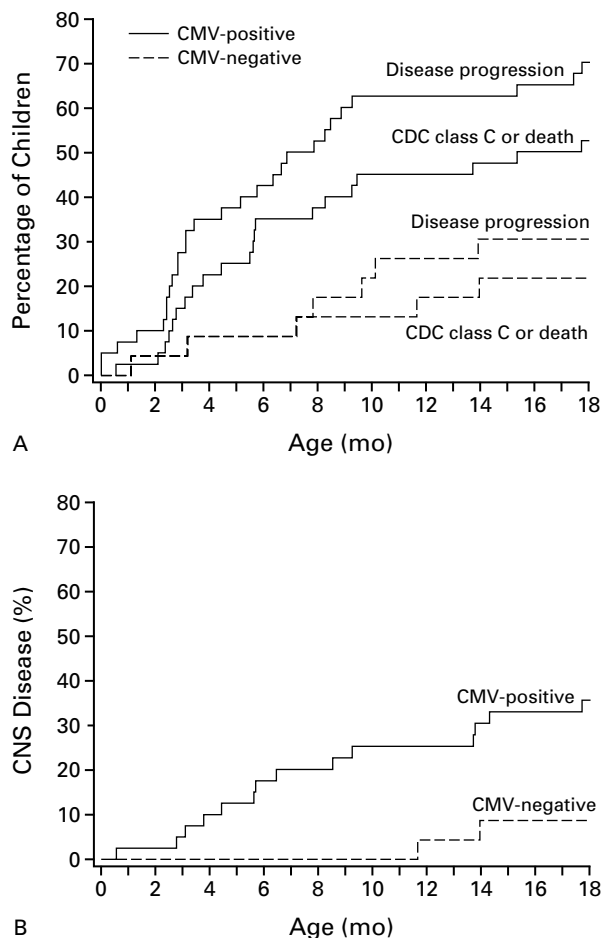 CMV-positive
CMV-negative
Percentage of Children
80
70
60
50
40
30
20
10
0
Disease progression
CDC class C or death
Disease progression
CDC class C or death
0 2 4 6 8 10 12 14 16 18
A
Age (mo)
CNS Disease (%)
80
70
60
50
40
30
20
10
0
CMV-positive
CMV-negative
0 2 4 6 8 10 12 14 16 18
B
Age (mo)